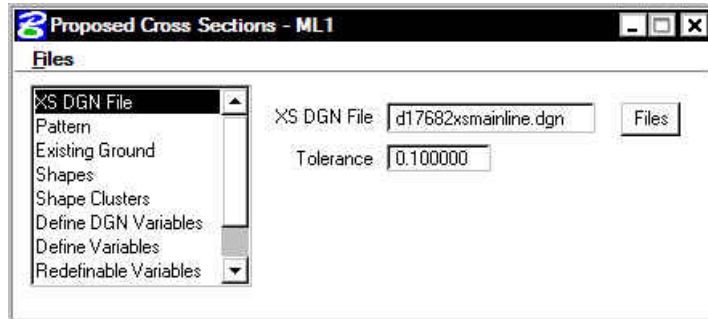 Proposed Cross Sections - ML1
Files
XS DGN File
Pattern
Existing Ground
Shapes
Shape Clusters
Define DGN Variables
Define Variables
Redefinable Variables
XS DGN File d17682xsmainline.dgn Files
Tolerance 0.100000